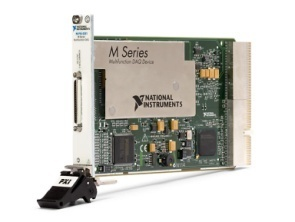 M Series
Multifunction DAQ Device
NATIONAL
INSTRUMENTS
PXI